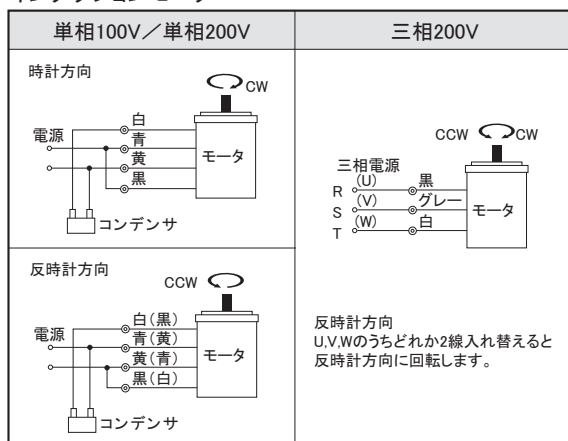 単相100V／単相200V
三相200V
時計方向
CW
白
電源
青
黄
黒
モータ
コンデンサ
CCW
CW
三相電源
R (U) 黒
S (V) グレー
T (W) 白
モータ
反時計方向
CCW
白(黒)
電源
青(黄)
黄(青)
黒(白)
モータ
コンデンサ
反時計方向
U,V,Wのうちどれか2線入れ替えると
反時計方向に回転します。